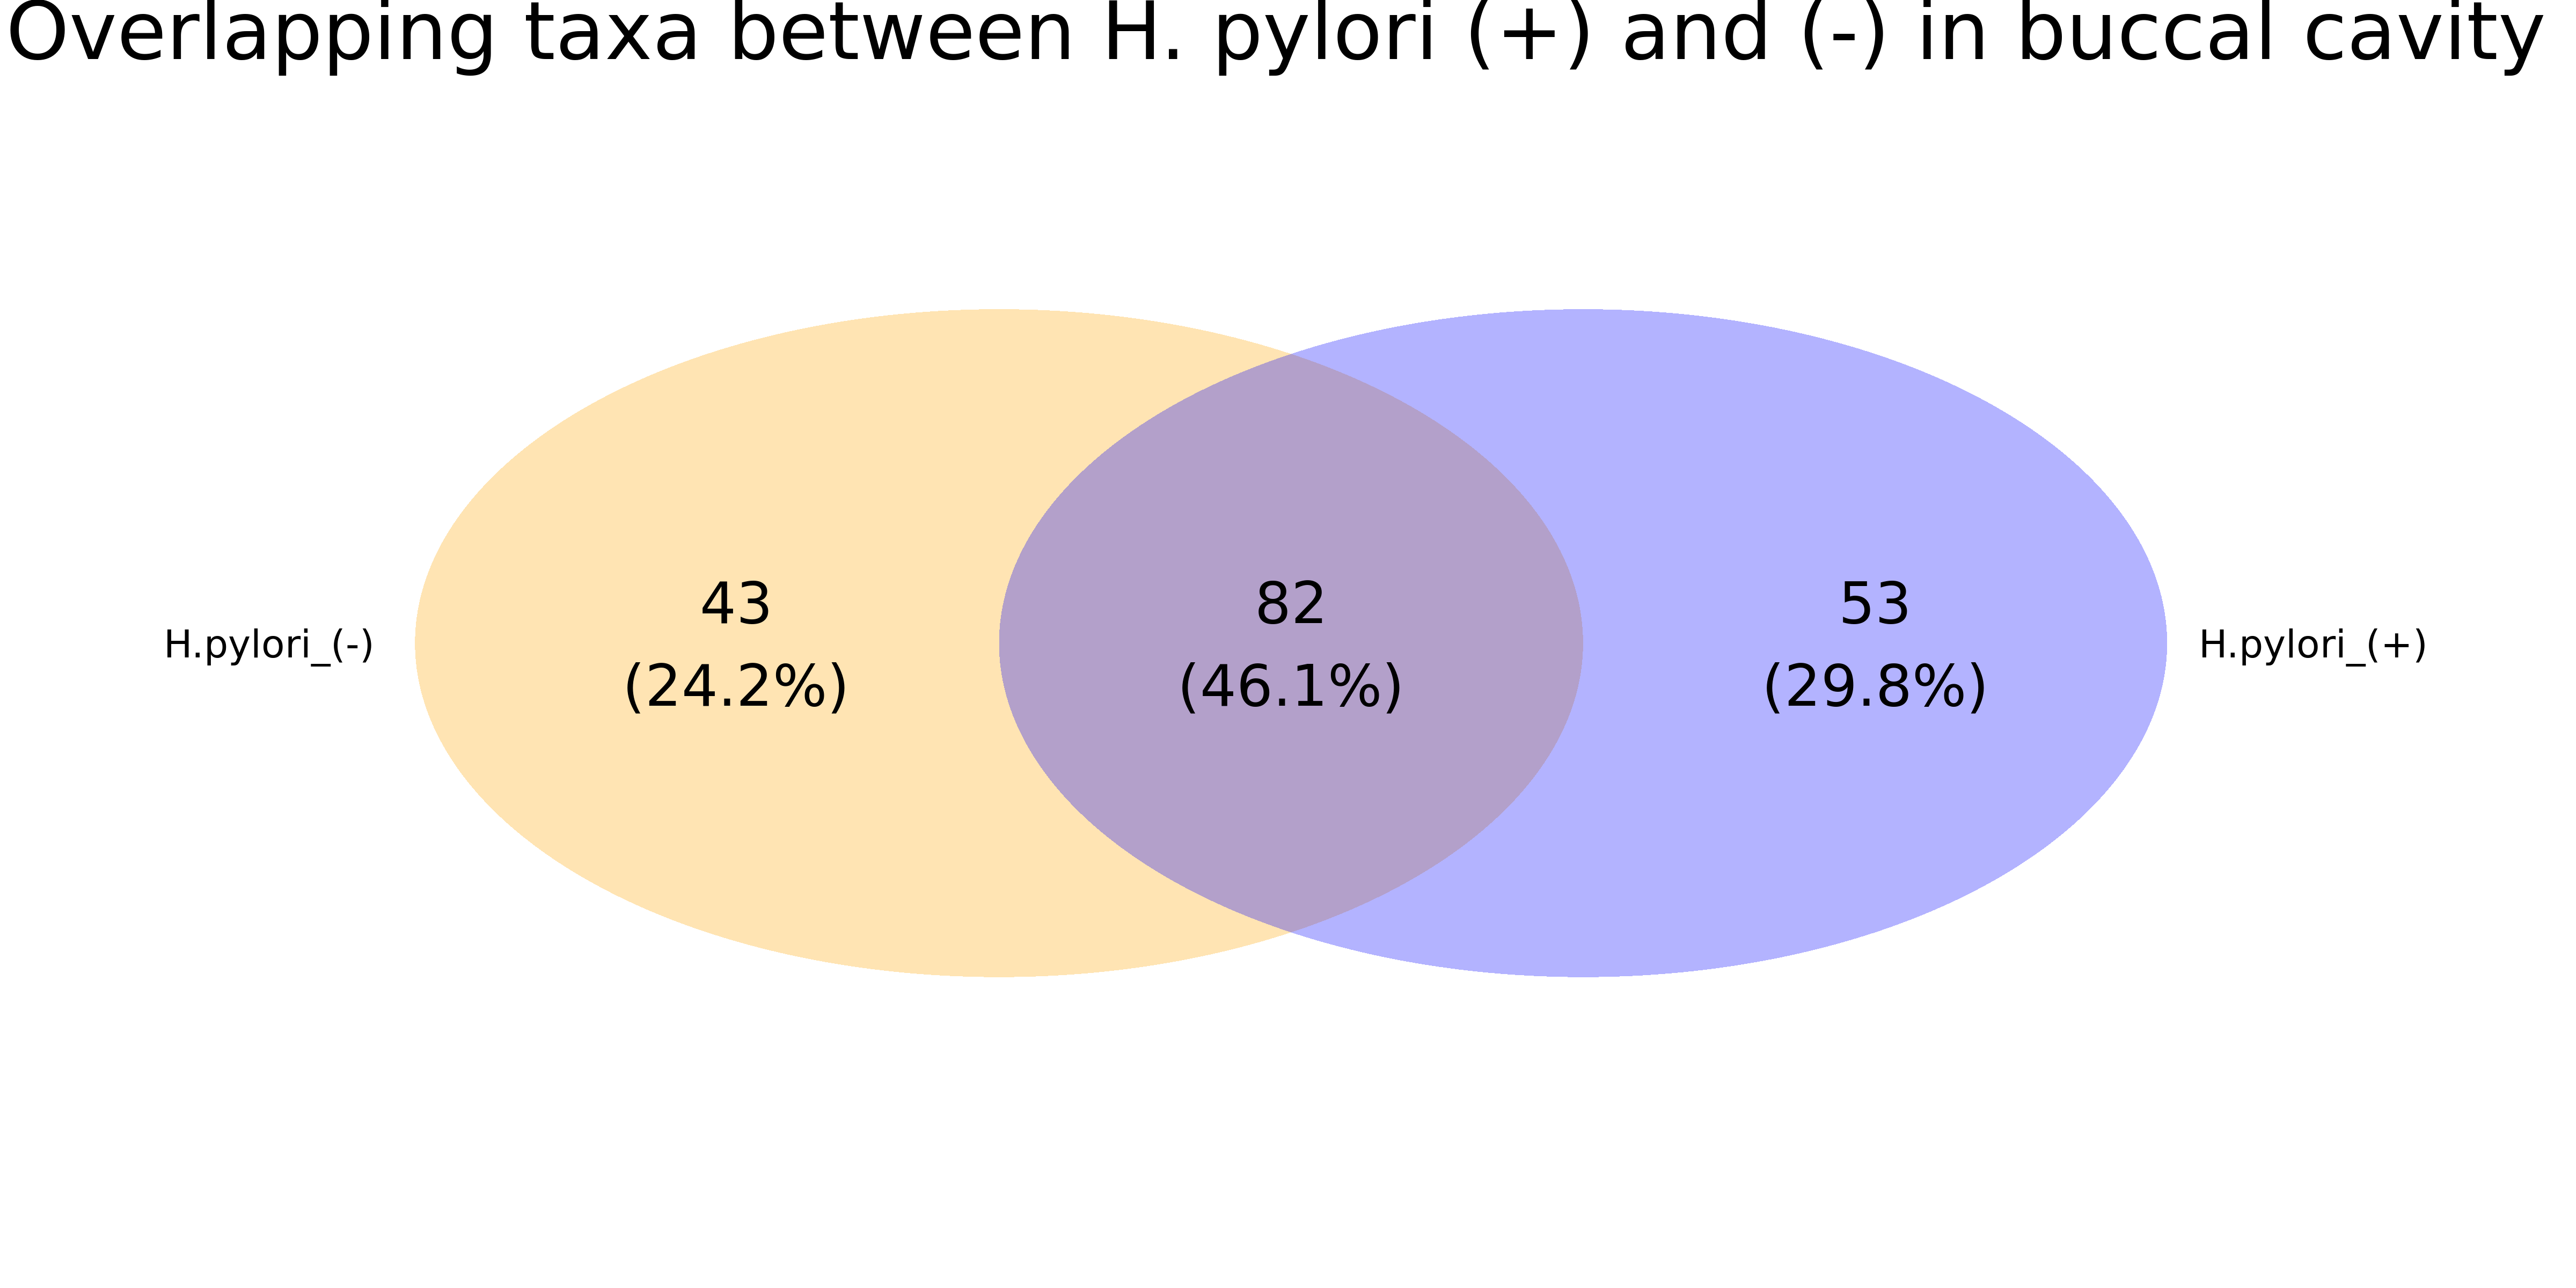 Overlapping taxa between H. pylori (+) and (-) in buccal cavity
43
(24.2%)
82
(46.1%)
53
(29.8%)
H.pylori_(-)
H.pylori_(+)